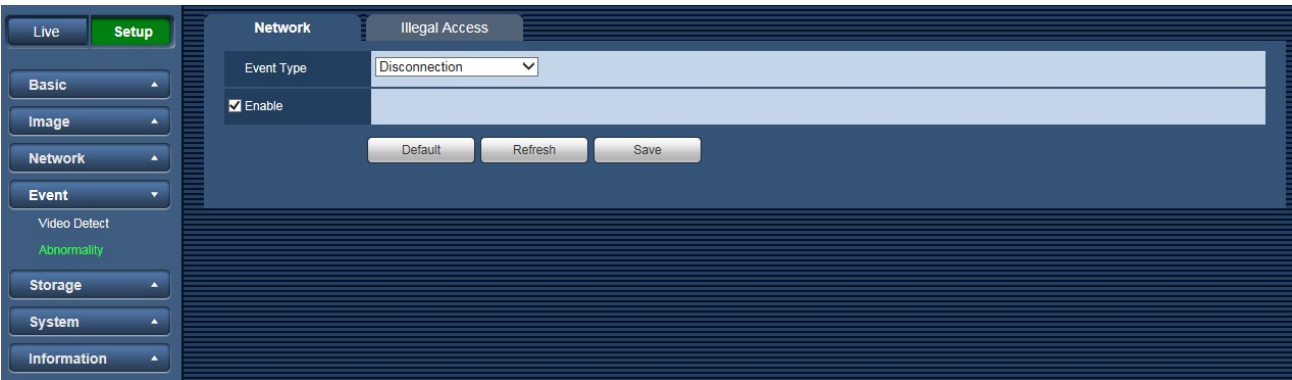 Live Setup
Basic
Image
Network
Event
Video Detect
Abnormality
Storage
System
Information
Network Illegal Access
Event Type Disconnection
Enable
Default Refresh Save